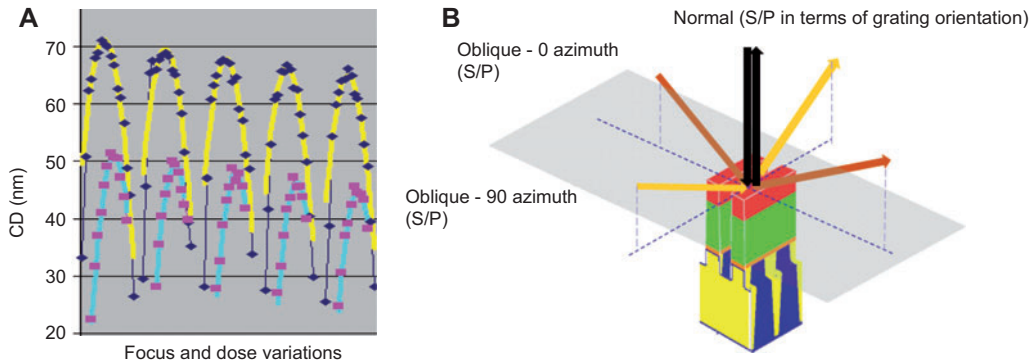 A
70
60
50
40
30
20
CD (nm)
Focus and dose variations
B
Normal (S/P in terms of grating orientation)
Oblique - 0 azimuth
(S/P)
Oblique - 90 azimuth
(S/P)